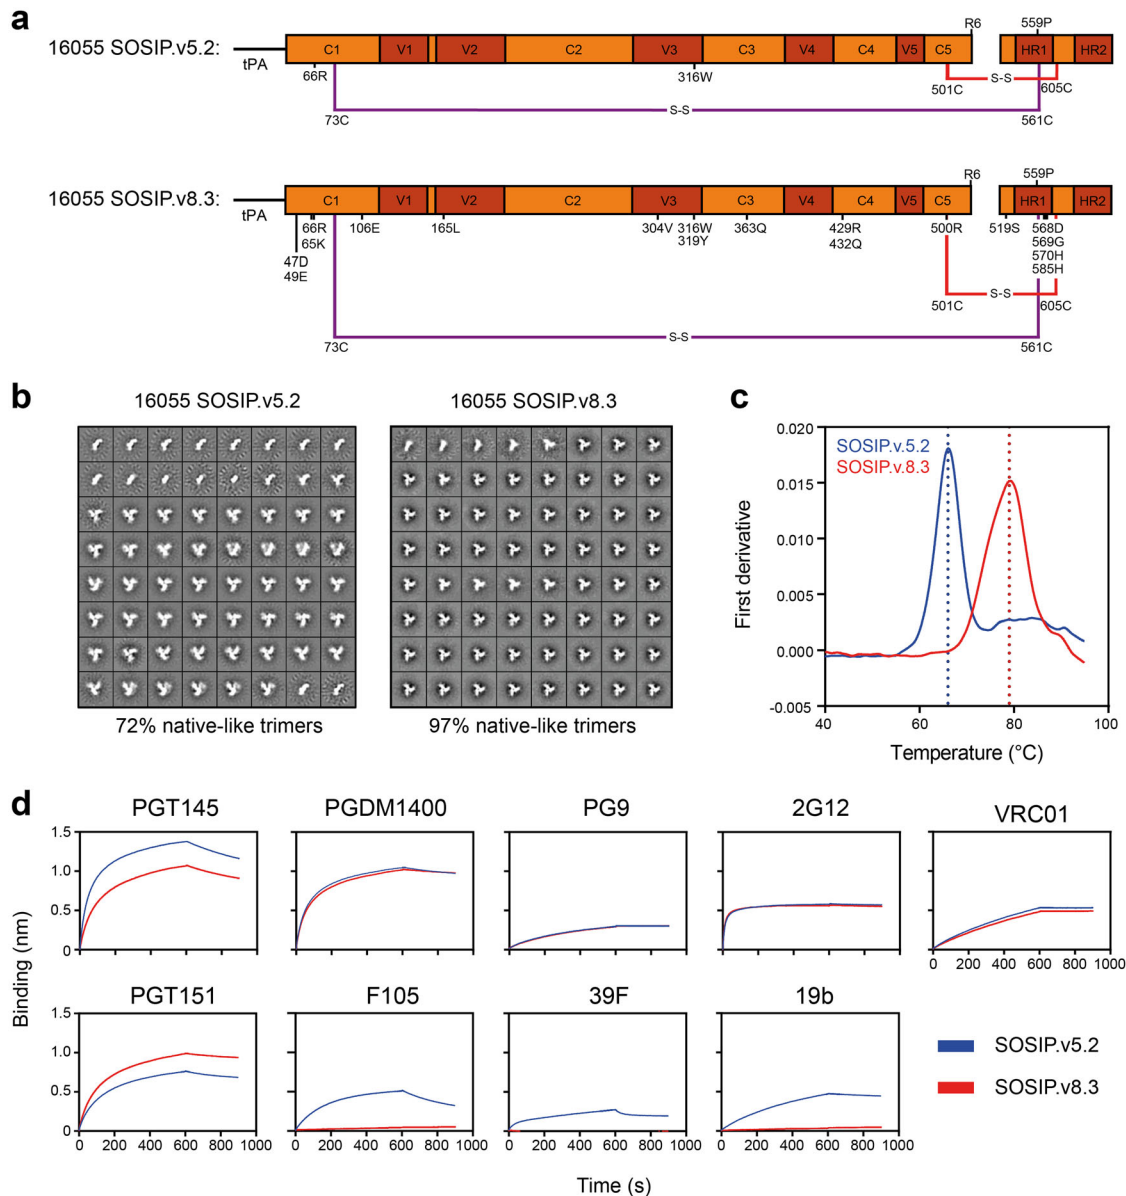 a
16055 SOSIP.v5.2:
tPA
C1 V1 V2 C2 V3 C3 V4 C4 V5 C5 R6 HR1 559P HR2
66R
316W
501C
S-S
605C
73C
S-S
561C
16055 SOSIP.v8.3:
tPA
C1 V1 V2 C2 V3 C3 V4 C4 V5 C5 R6 HR1 559P HR2
66R
65K
47D
49E
106E
165L
304V
316W
319Y
363Q
429R
432Q
500R
519S
568D
569G
570H
585H
501C
S-S
605C
73C
S-S
561C
b
16055 SOSIP.v5.2
16055 SOSIP.v8.3
72% native-like trimers
97% native-like trimers
c
0.020
0.015
0.010
0.005
0.000
-0.005
First derivative
SOSIP.v.5.2
SOSIP.v.8.3
40 60 80 100
Temperature (°C)
d
PGT145
PGDM1400
PG9
2G12
VRC01
1.5
1.0
0.5
0
0 200 400 600 800 1000
PGT151
F105
39F
19b
1.5
1.0
0.5
0
0 200 400 600 800 1000
0 200 400 600 800 1000
0 200 400 600 800 1000
0 200 400 600 800 1000
Binding (nm)
Time (s)
SOSIP.v5.2
SOSIP.v8.3